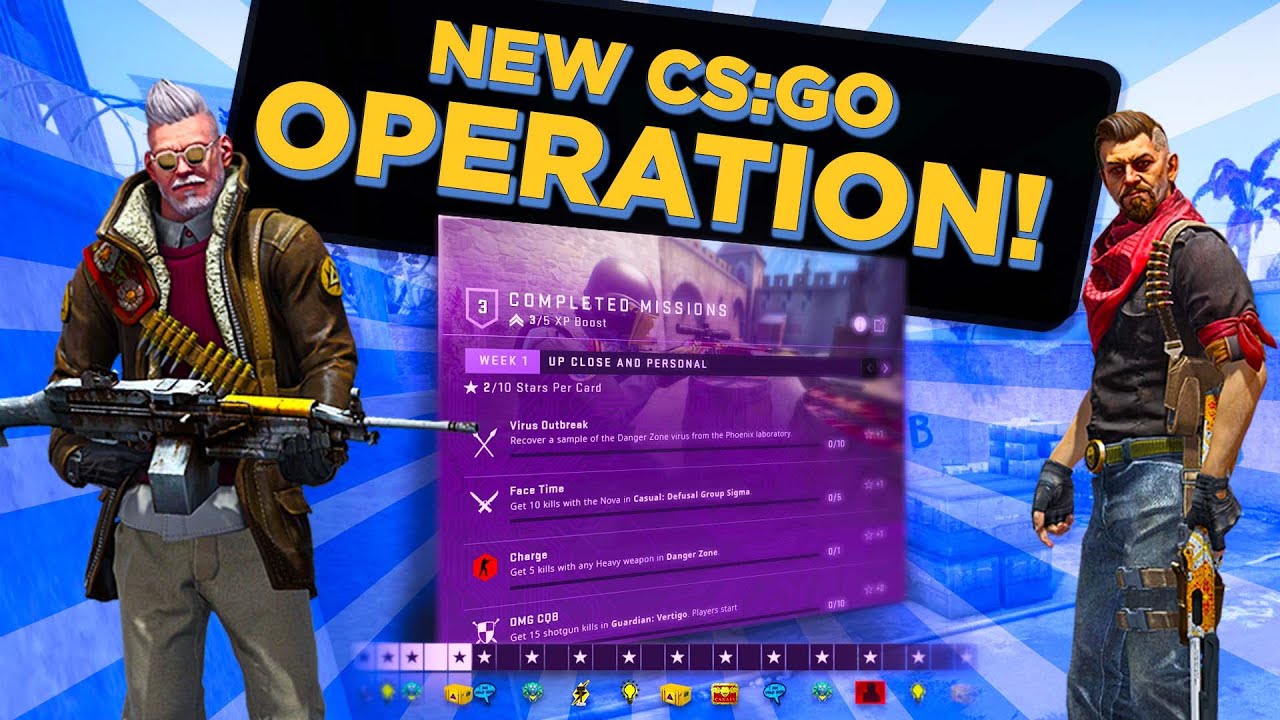 NEW CS:GO
OPERATION!
3
COMPLETED MISSIONS
3/5 XP Boost
WEEK 1
UP CLOSE AND PERSONAL
2/10 Stars Per Card
Virus Outbreak
Recover a sample of the Danger Zone virus from the Phoenix laboratory.
0/10
+1
Face Time
Get 10 kills with the Nova in Casual: Defusal Group Sigma.
0/5
+1
Charge
Get 5 kills with any Heavy weapon in Danger Zone.
0/1
+1
OMG CQB
Get 15 shotgun kills in Guardian: Vertigo. Players start
0/10
B